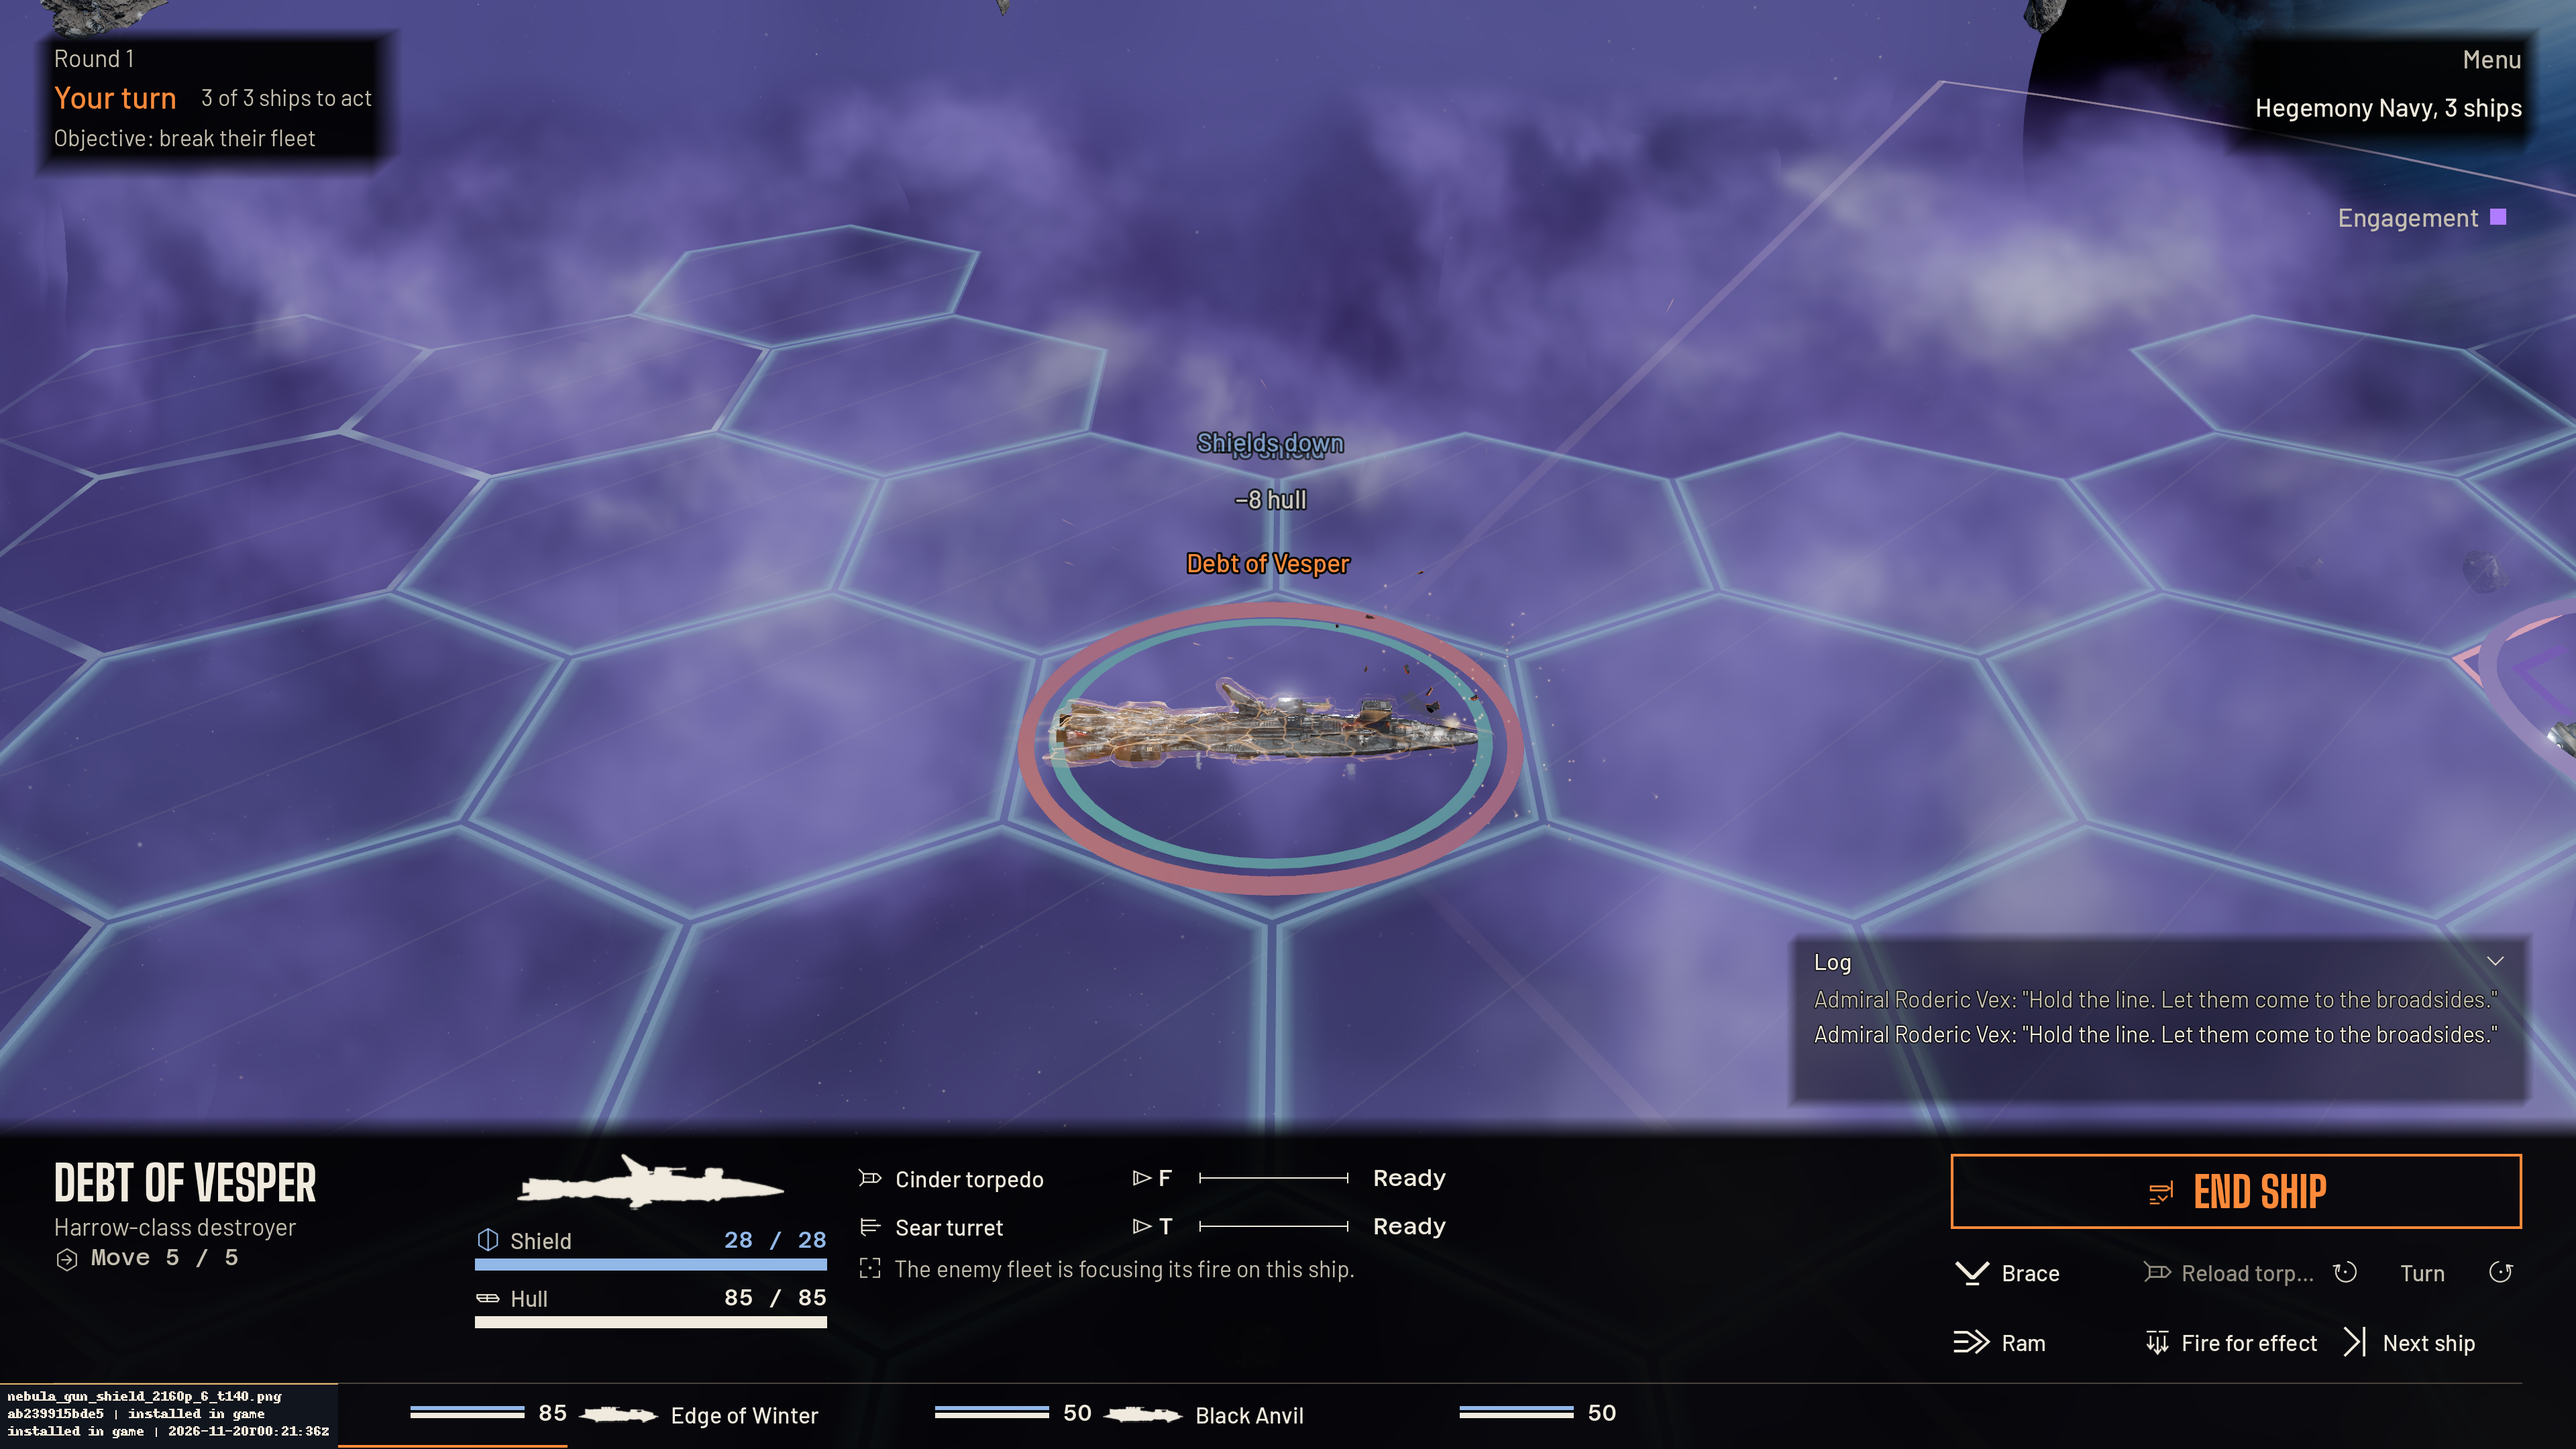 Round 1
Your turn 3 of 3 ships to act
Objective: break their fleet
Menu
Hegemony Navy, 3 ships
Engagement
Shields down
−8 hull
Debt of Vesper
Log
Admiral Roderic Vex: "Hold the line. Let them come to the broadsides."
Admiral Roderic Vex: "Hold the line. Let them come to the broadsides."
DEBT OF VESPER
Harrow-class destroyer
Move 5 / 5
Shield 28 / 28
Hull 85 / 85
Cinder torpedo F Ready
Sear turret T Ready
The enemy fleet is focusing its fire on this ship.
END SHIP
Brace Reload torp... Turn
Ram Fire for effect Next ship
nebula_gun_shield_2160p_6_t140.png
ab239915bde5 | installed in game
installed in game | 2026-11-20T00:21:36Z
85 Edge of Winter 50 Black Anvil 50